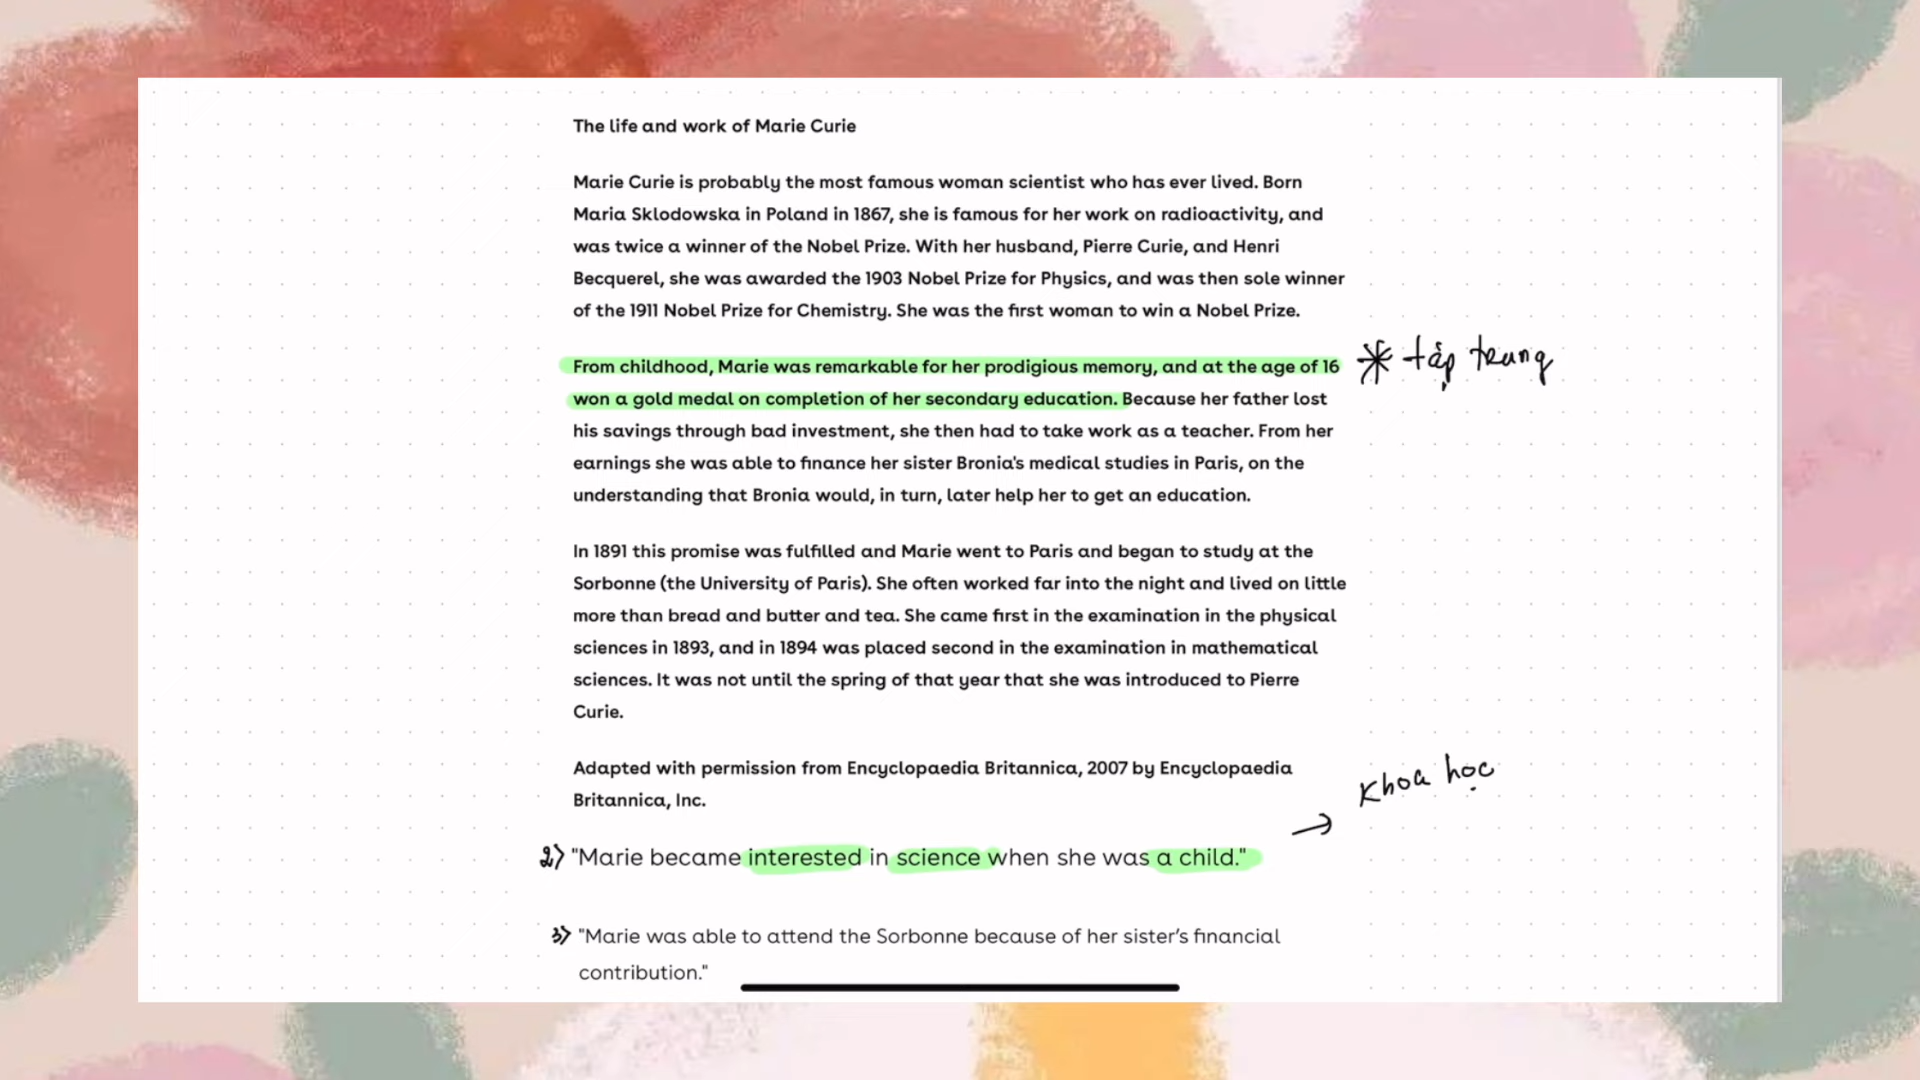 The life and work of Marie Curie
Marie Curie is probably the most famous woman scientist who has ever lived. Born
Maria Sklodowska in Poland in 1867, she is famous for her work on radioactivity, and
was twice a winner of the Nobel Prize. With her husband, Pierre Curie, and Henri
Becquerel, she was awarded the 1903 Nobel Prize for Physics, and was then sole winner
of the 1911 Nobel Prize for Chemistry. She was the first woman to win a Nobel Prize.
From childhood, Marie was remarkable for her prodigious memory, and at the age of 16 * tập trung
won a gold medal on completion of her secondary education. Because her father lost
his savings through bad investment, she then had to take work as a teacher. From her
earnings she was able to finance her sister Bronia's medical studies in Paris, on the
understanding that Bronia would, in turn, later help her to get an education.
In 1891 this promise was fulfilled and Marie went to Paris and began to study at the
Sorbonne (the University of Paris). She often worked far into the night and lived on little
more than bread and butter and tea. She came first in the examination in the physical
sciences in 1893, and in 1894 was placed second in the examination in mathematical
sciences. It was not until the spring of that year that she was introduced to Pierre
Curie.
Adapted with permission from Encyclopaedia Britannica, 2007 by Encyclopaedia
Britannica, Inc.
→ Khoa học
2) "Marie became interested in science when she was a child."
3) "Marie was able to attend the Sorbonne because of her sister's financial
contribution."